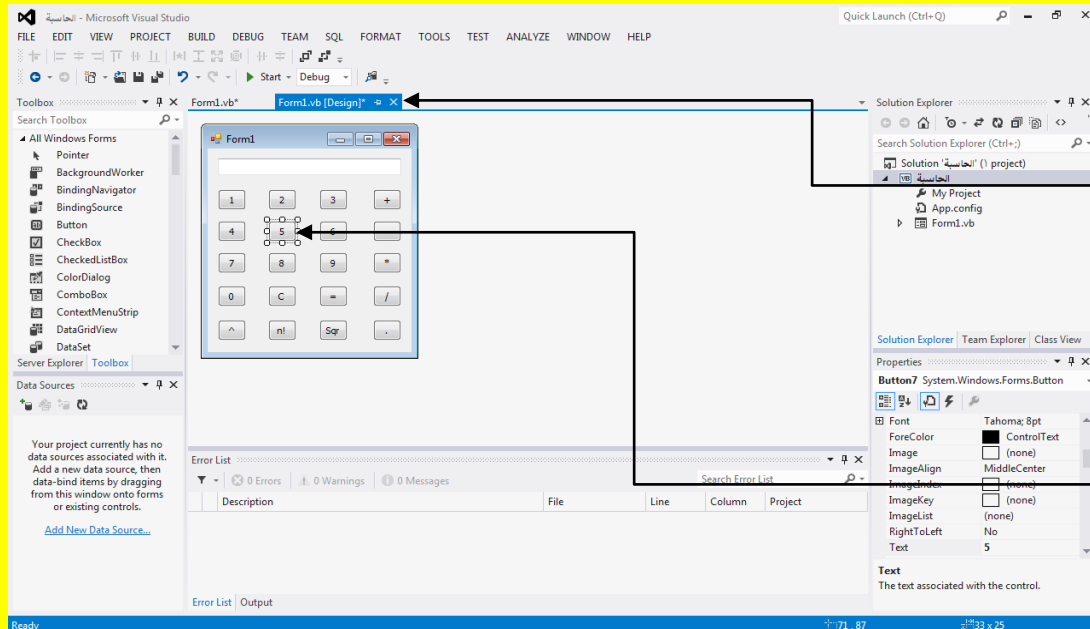 الحاسبة - Microsoft Visual Studio
Quick Launch (Ctrl+Q)
FILE EDIT VIEW PROJECT BUILD DEBUG TEAM SQL FORMAT TOOLS TEST ANALYZE WINDOW HELP
Start Debug
Toolbox
Search Toolbox
All Windows Forms
Pointer
BackgroundWorker
BindingNavigator
BindingSource
Button
CheckBox
CheckedListBox
ColorDialog
ComboBox
ContextMenuStrip
DataGridView
DataSet
Server Explorer Toolbox
Data Sources
Your project currently has no
data sources associated with it.
Add a new data source, then
data-bind items by dragging
from this window onto forms
or existing controls.
Add New Data Source...
Form1.vb* Form1.vb [Design]*
Form1
1 2 3 +
4 5 6
7 8 9 *
0 C = /
^ n! Sqr .
Error List
0 Errors 0 Warnings 0 Messages
Search Error List
Description File Line Column Project
Error List Output
Solution Explorer
Search Solution Explorer (Ctrl+;)
Solution 'الحاسبة' (١ project)
الحاسبة
My Project
App.config
Form1.vb
Solution Explorer Team Explorer Class View
Properties
Button7 System.Windows.Forms.Button
Font Tahoma; 8pt
ForeColor ControlText
Image (none)
ImageAlign MiddleCenter
ImageIndex (none)
ImageKey (none)
ImageList (none)
RightToLeft No
Text 5
Text
The text associated with the control.
Ready 71 , 87 33 x 25